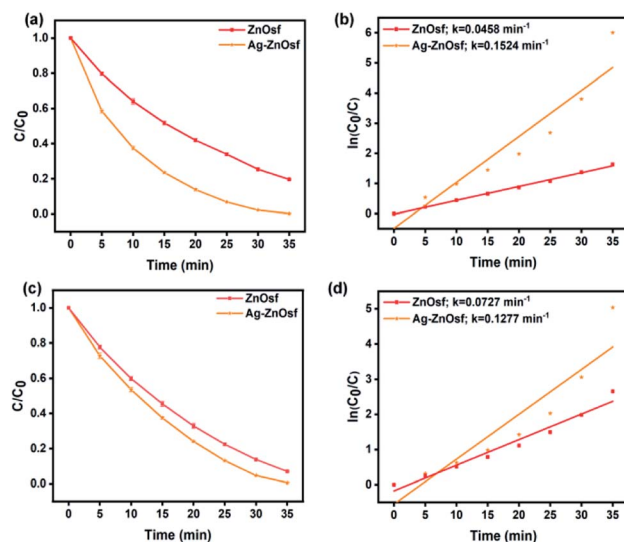 (a)
ZnOsf
Ag-ZnOsf
C/C0
1.0
0.8
0.6
0.4
0.2
0.0
0 5 10 15 20 25 30 35
Time (min)
(b)
ZnOsf; k=0.0458 min⁻¹
Ag-ZnOsf; k=0.1524 min⁻¹
ln(C0/C)
6
5
4
3
2
1
0
0 5 10 15 20 25 30 35
Time (min)
(c)
ZnOsf
Ag-ZnOsf
C/C0
1.0
0.8
0.6
0.4
0.2
0.0
0 5 10 15 20 25 30 35
Time (min)
(d)
ZnOsf; k=0.0727 min⁻¹
Ag-ZnOsf; k=0.1277 min⁻¹
ln(C0/C)
5
4
3
2
1
0
0 5 10 15 20 25 30 35
Time (min)